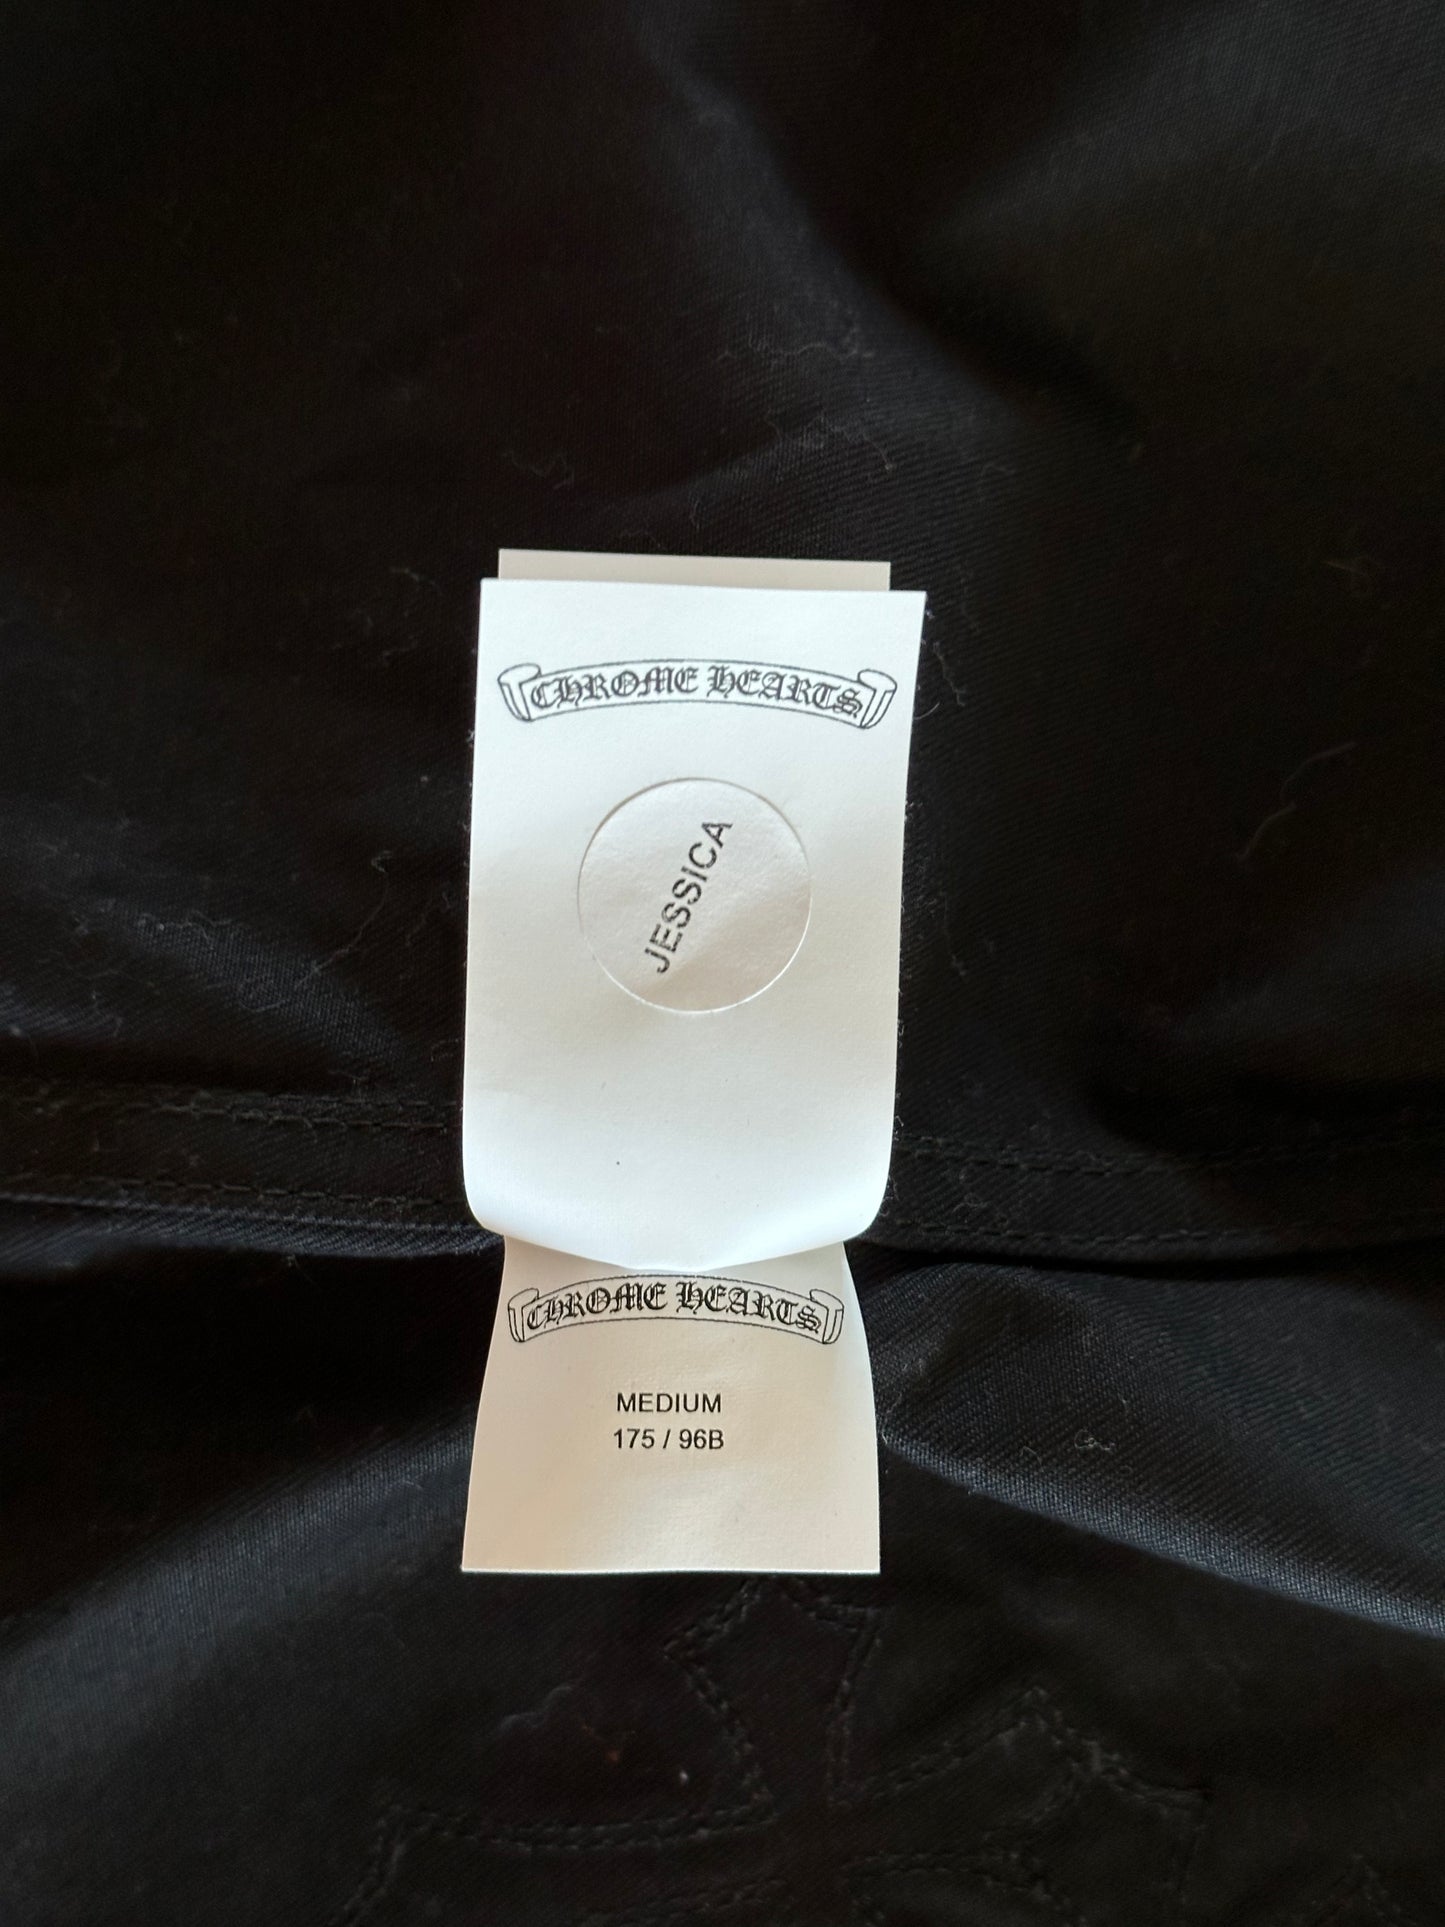 CHROME HEARTS
JESSICA
CHROME HEARTS
MEDIUM
175 / 96B